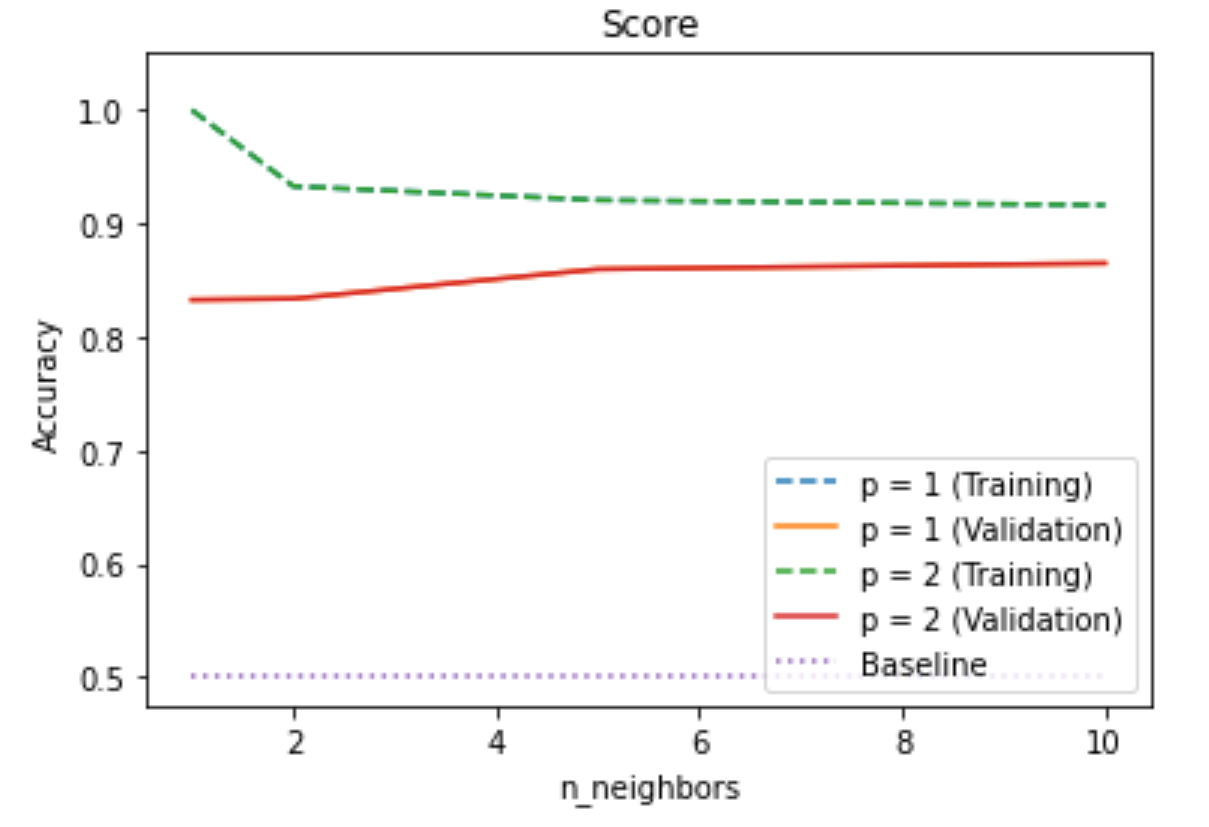 Score
1.0
0.9
0.8
0.7
0.6
0.5
Accuracy
p = 1 (Training)
p = 1 (Validation)
p = 2 (Training)
p = 2 (Validation)
Baseline
2 4 6 8 10
n_neighbors